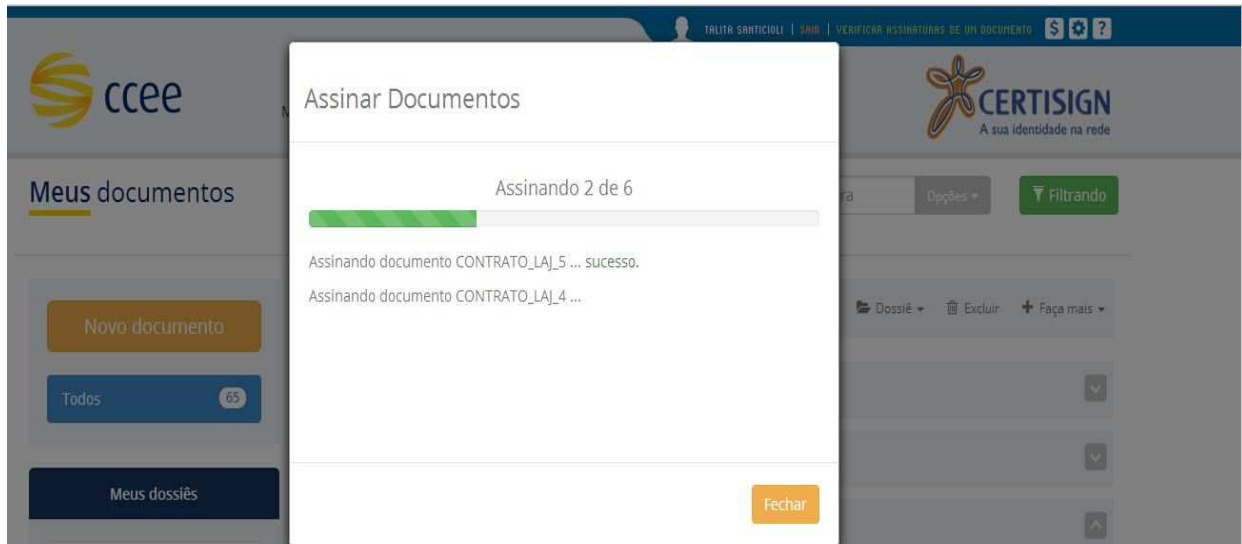 TALITA SANTICIOLI | SAIR | VERIFICAR ASSINATURAS DE UM DOCUMENTO $ ?
ccee
CERTISIGN
A sua identidade na rede
Assinar Documentos
Meus documentos
Opções
Filtrando
Assinando 2 de 6
Assinando documento CONTRATO_LAJ_5 ... sucesso.
Assinando documento CONTRATO_LAJ_4 ...
Dossiê
Excluir
Faça mais
Novo documento
Todos 65
Meus dossiês
Fechar